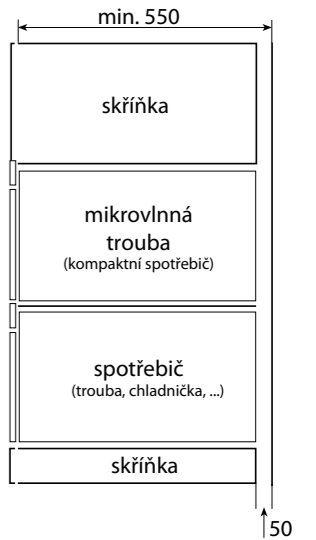 min. 550
skříňka
mikrovlnná
trouba
(kompaktní spotřebič)
spotřebič
(trouba, chladnička, ...)
skříňka
50